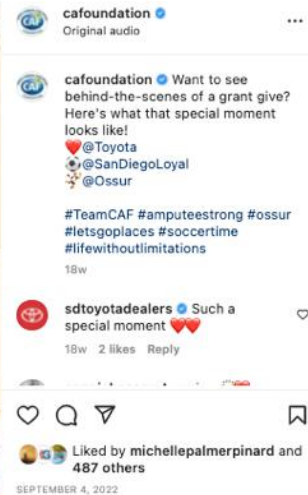 cafoundation
Original audio
CAF
cafoundation Want to see
behind-the-scenes of a grant give?
Here's what that special moment
looks like!
❤️@Toyota
⚽@SanDiegoLoyal
@Ossur
#TeamCAF #amputeestrong #ossur
#letsgoplaces #soccertime
#lifewithoutlimitations
18w
sdtoyotadealers Such a
special moment ❤️❤️
18w 2 likes Reply
Liked by michellepalmerpinard and
487 others
SEPTEMBER 4, 2022